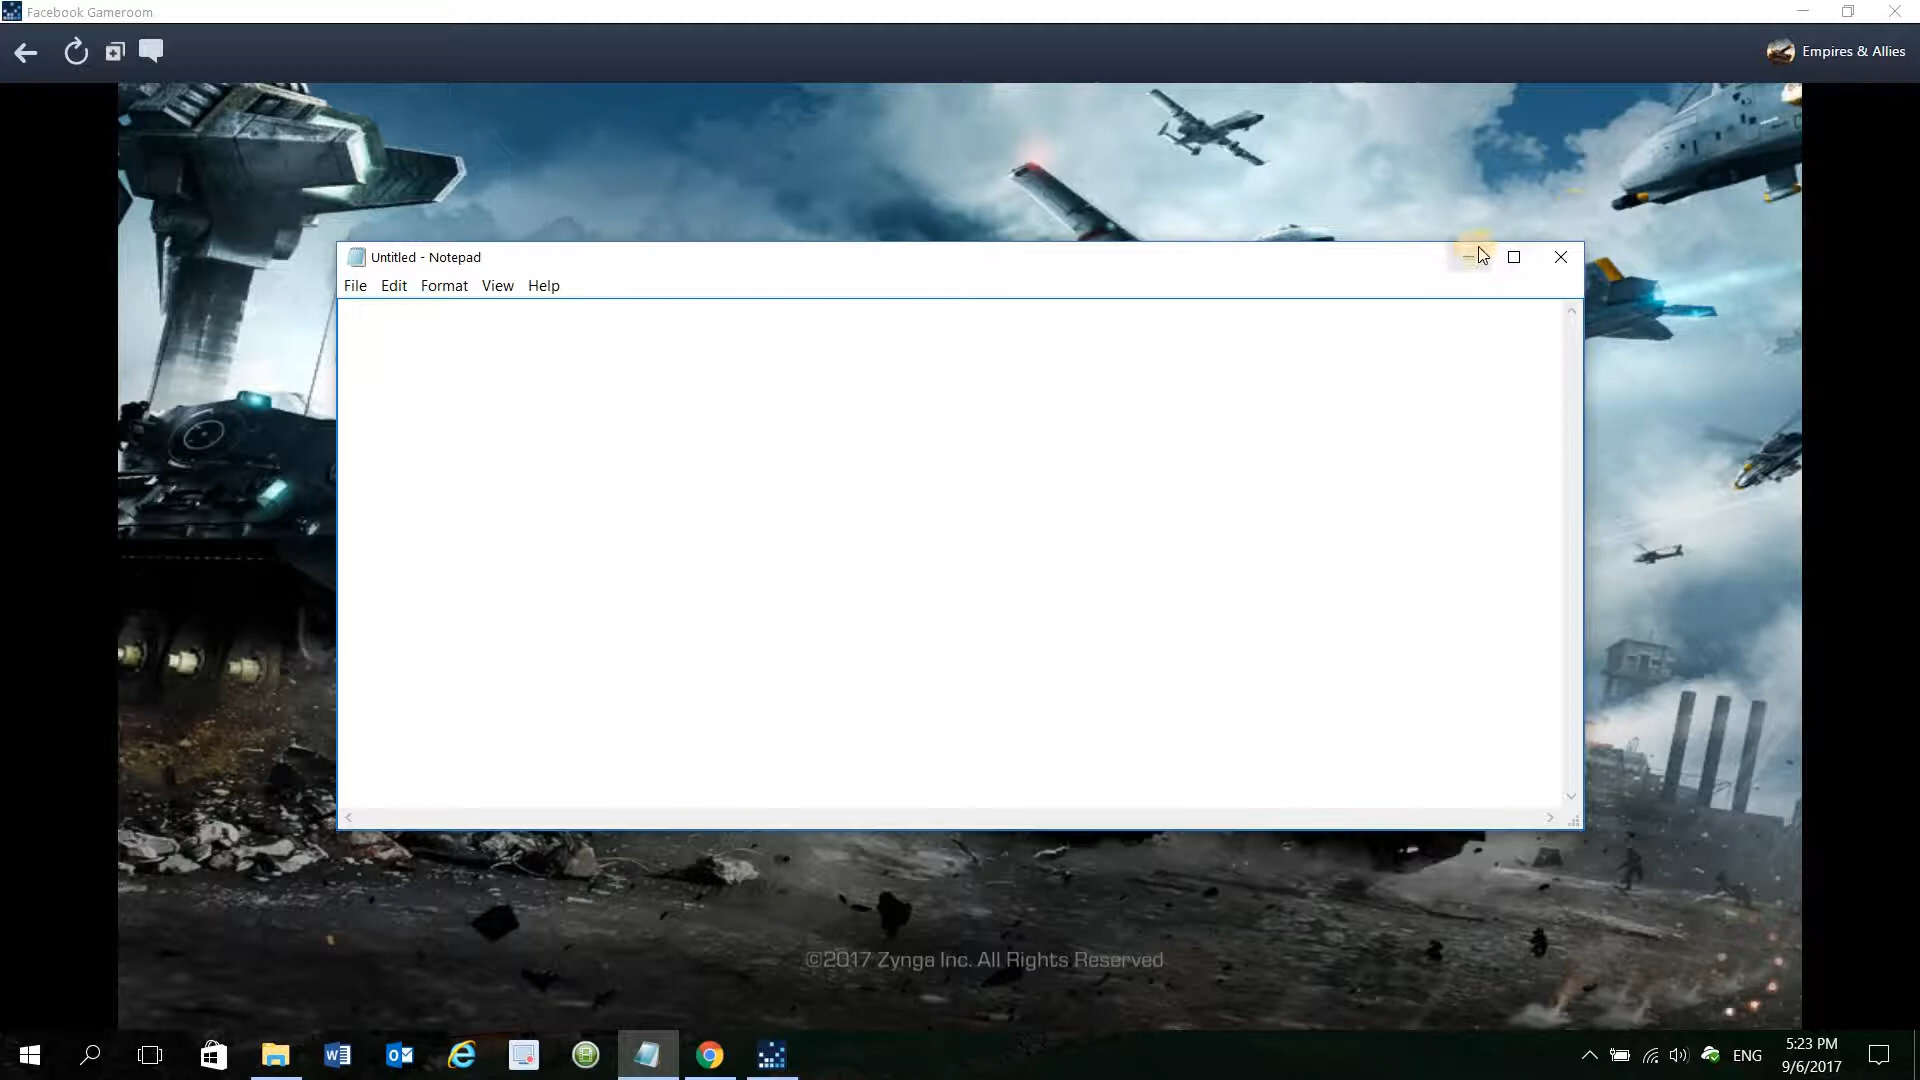 Facebook Gameroom
Empires & Allies
Untitled - Notepad
File Edit Format View Help
©2017 Zynga Inc. All Rights Reserved
ENG
5:23 PM
9/6/2017